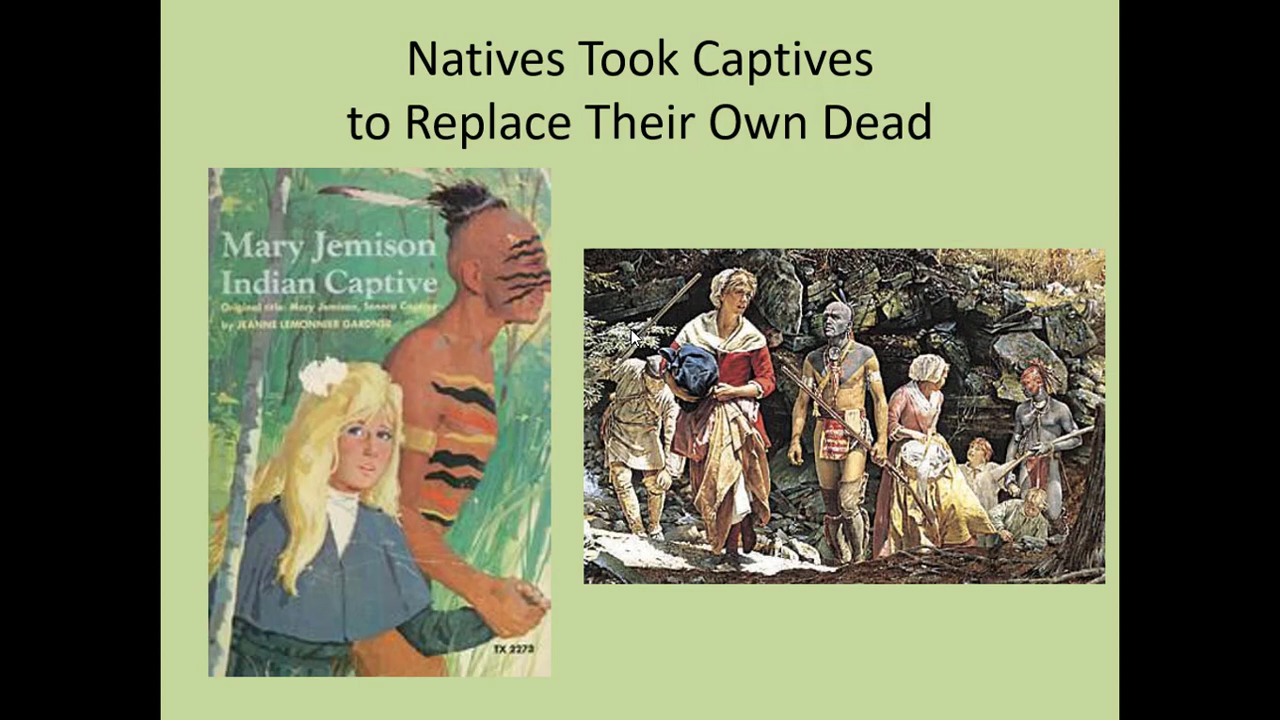 Natives Took Captives
to Replace Their Own Dead
Mary Jemison
Indian Captive
Original title: Mary Jemison, Seneca Captive
by JEANNE LEMONNIER GARDNER
TX 2273